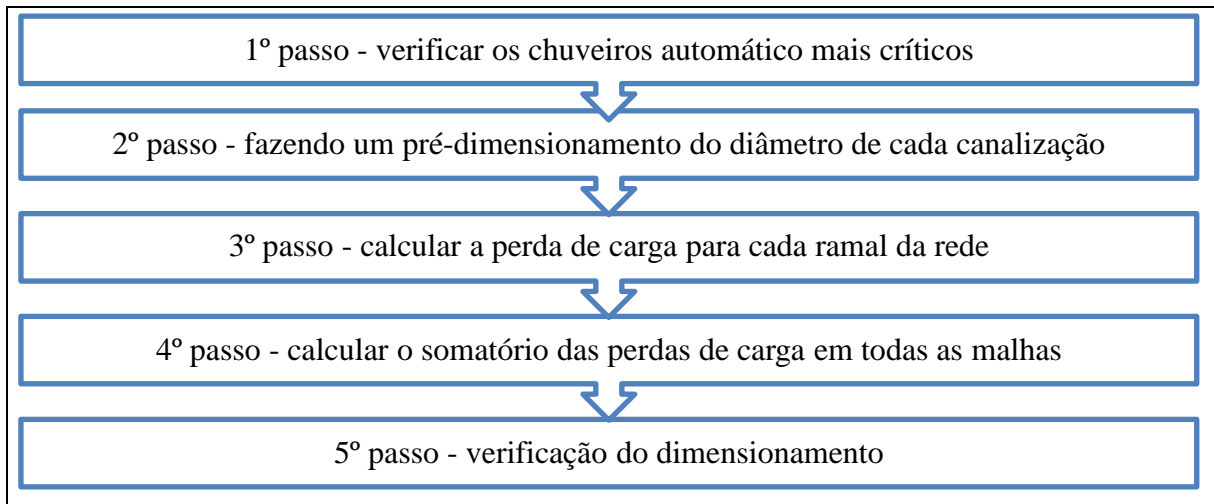 1º passo - verificar os chuveiros automático mais críticos
2º passo - fazendo um pré-dimensionamento do diâmetro de cada canalização
3º passo - calcular a perda de carga para cada ramal da rede
4º passo - calcular o somatório das perdas de carga em todas as malhas
5º passo - verificação do dimensionamento